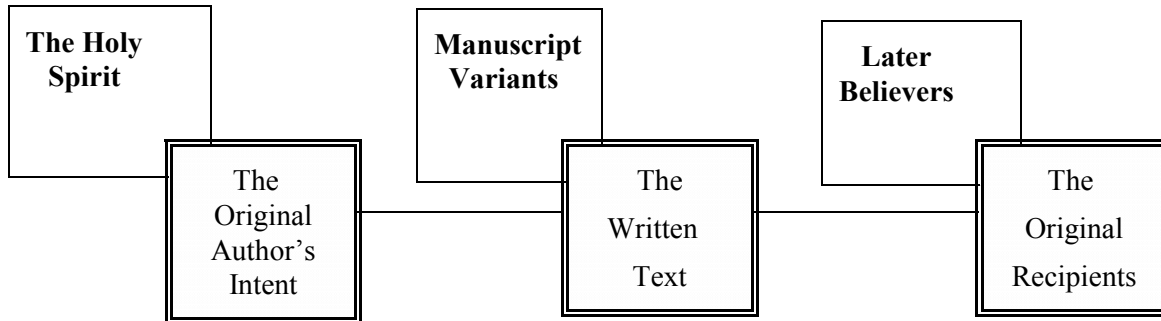 The Holy
Spirit
The
Original
Author’s
Intent
Manuscript
Variants
The
Written
Text
Later
Believers
The
Original
Recipients